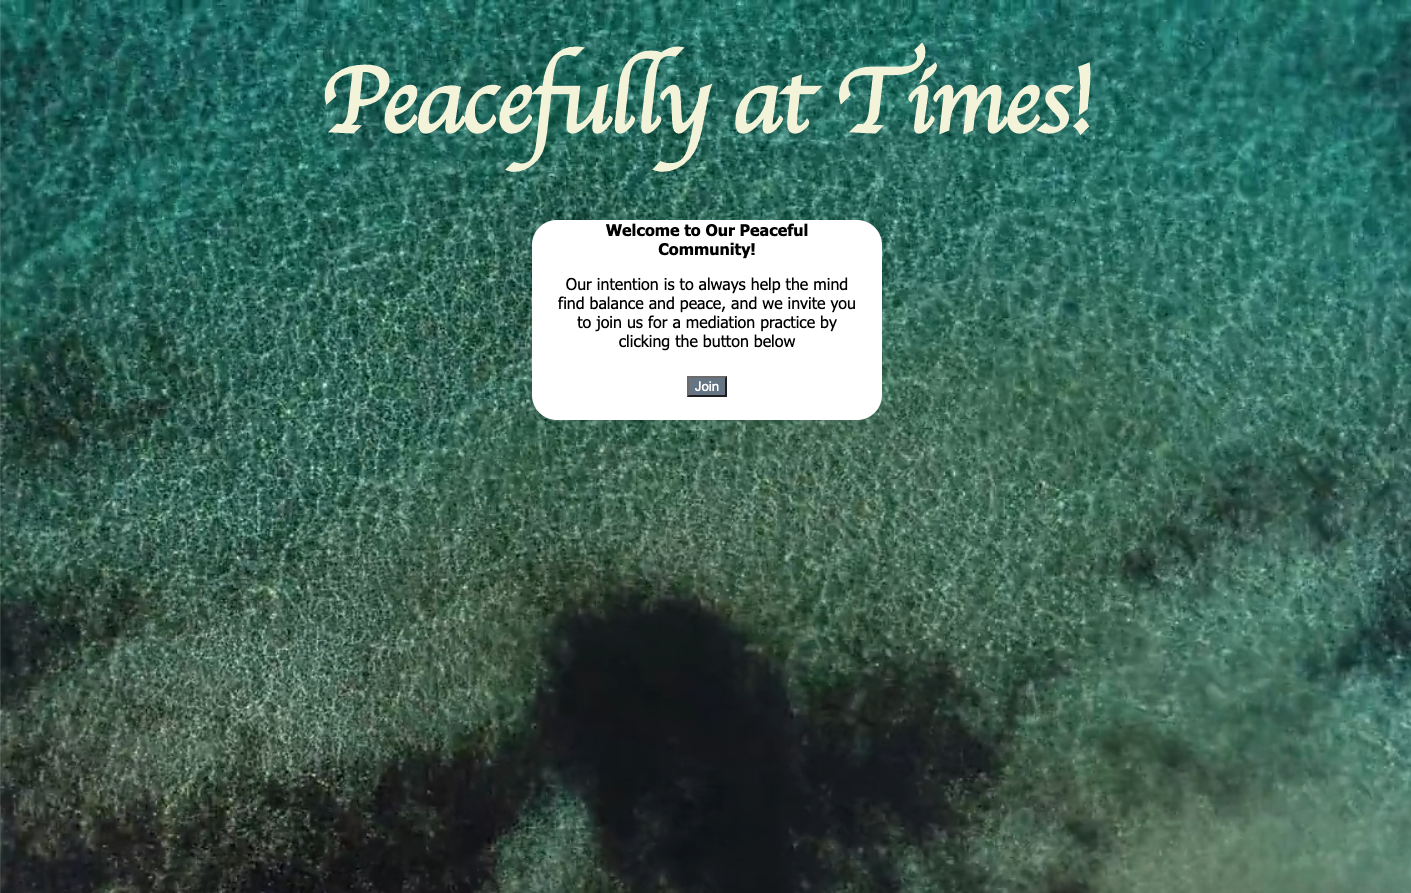 Peacefully at Times!
Welcome to Our Peaceful
Community!
Our intention is to always help the mind
find balance and peace, and we invite you
to join us for a mediation practice by
clicking the button below
Join